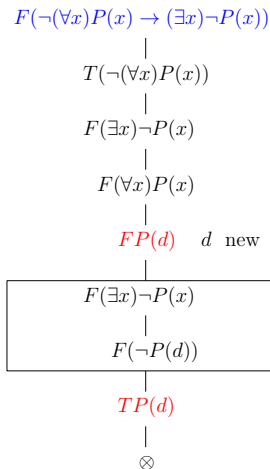 F(¬(∀x)P(x) → (∃x)¬P(x))
T(¬(∀x)P(x))
F(∃x)¬P(x)
F(∀x)P(x)
FP(d) d new
F(∃x)¬P(x)
F(¬P(d))
TP(d)
⊗